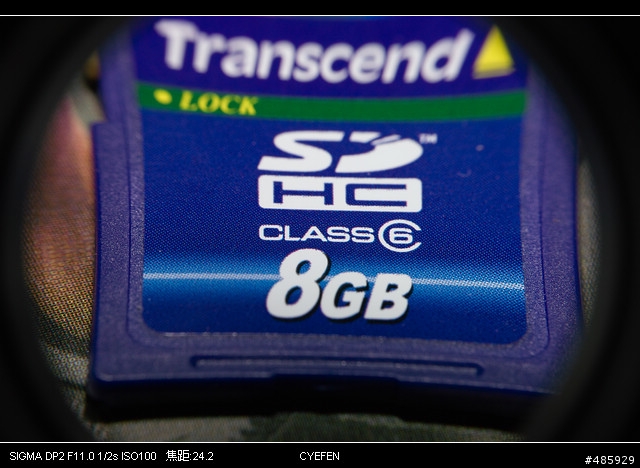 Transcend
LOCK
SD™
HC
CLASS 6
8GB
SIGMA DP2 F11.0 1/2s ISO100 焦距:24.2 CYEFEN #485929